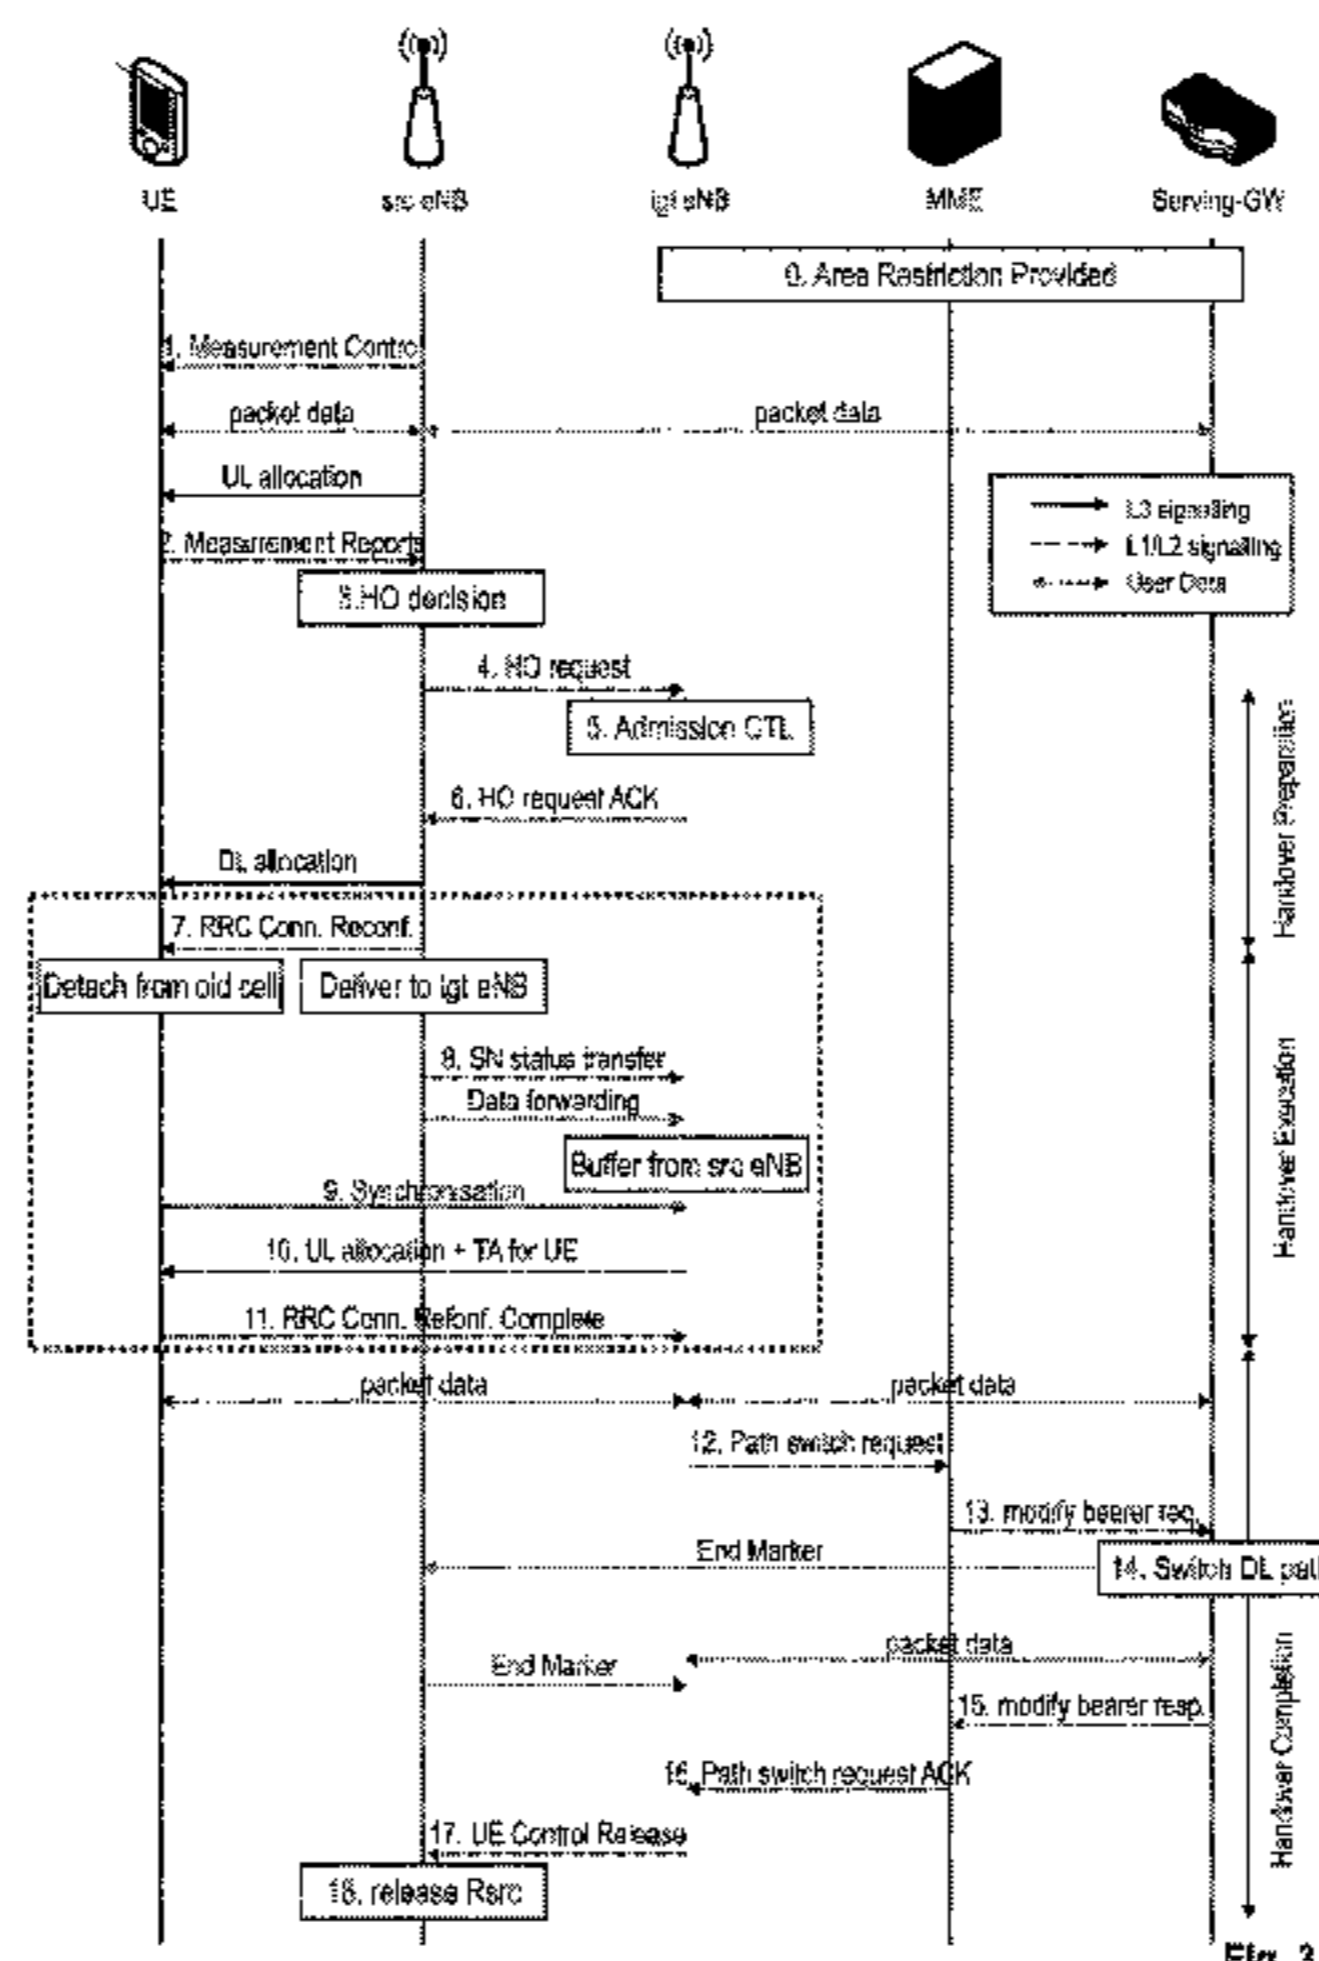 UE
src eNB
tgt eNB
MME
Serving-GW
0. Area Restriction Provided
1. Measurement Contro
packet data
packet data
UL allocation
L3 signalling
L1/L2 signalling
User Data
2. Measurement Reports
3.HO decision
4. HO request
5. Admission CTL
6. HO request ACK
Handover Preparation
DL allocation
7. RRC Conn. Reconf.
Detach from old cell
Deliver to tgt eNB
8. SN status transfer
Data forwarding
Buffer from src eNB
9. Synchronisation
10. UL allocation + TA for UE
11. RRC Conn. Refonf. Complete
Handover Execution
packet data
packet data
12. Path switch request
13. modify bearer req.
End Marker
14. Switch DL pat
packet data
End Marker
15. modify bearer resp.
16. Path switch request ACK
17. UE Control Release
18. release Rsrc
Handover Completion